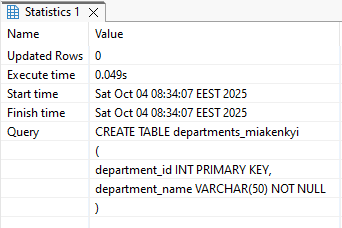 Statistics 1
Name Value
Updated Rows 0
Execute time 0.049s
Start time Sat Oct 04 08:34:07 EEST 2025
Finish time Sat Oct 04 08:34:07 EEST 2025
Query CREATE TABLE departments_miakenkyi
(
department_id INT PRIMARY KEY,
department_name VARCHAR(50) NOT NULL
)